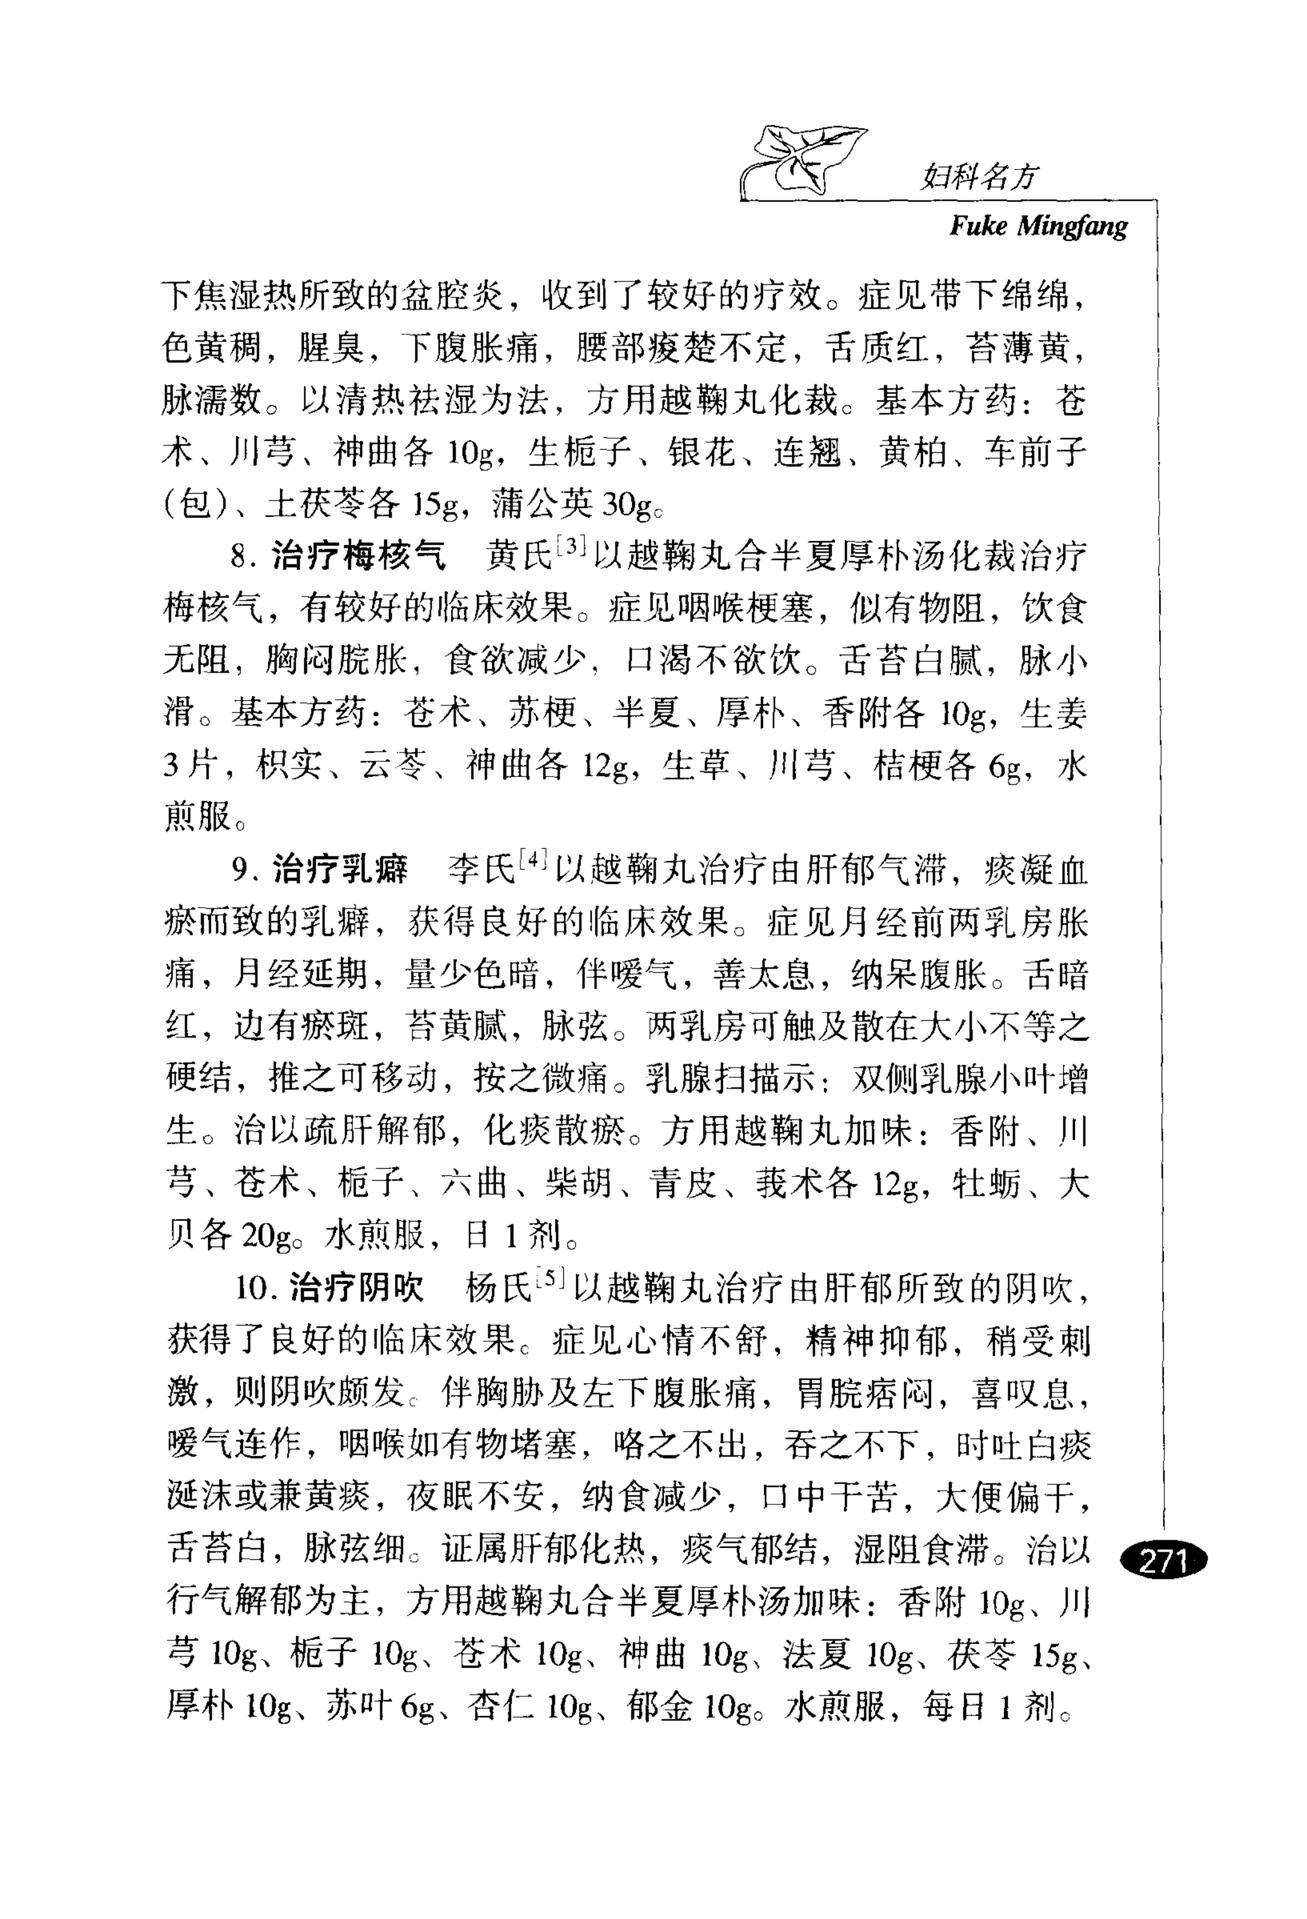 妇科名方
Fuke Mingfang
下焦湿热所致的盆腔炎，收到了较好的疗效。症见带下绵绵，
色黄稠，腥臭，下腹胀痛，腰部痠楚不定，舌质红，苔薄黄，
脉濡数。以清热祛湿为法，方用越鞠丸化裁。基本方药：苍
术、川芎、神曲各 10g，生栀子、银花、连翘、黄柏、车前子
（包）、土茯苓各 15g，蒲公英 30g。
8. 治疗梅核气　黄氏[3]以越鞠丸合半夏厚朴汤化裁治疗
梅核气，有较好的临床效果。症见咽喉梗塞，似有物阻，饮食
无阻，胸闷脘胀，食欲减少，口渴不欲饮。舌苔白腻，脉小
滑。基本方药：苍术、苏梗、半夏、厚朴、香附各 10g，生姜
3 片，枳实、云苓、神曲各 12g，生草、川芎、桔梗各 6g，水
煎服。
9. 治疗乳癖　李氏[4]以越鞠丸治疗由肝郁气滞，痰凝血
瘀而致的乳癖，获得良好的临床效果。症见月经前两乳房胀
痛，月经延期，量少色暗，伴嗳气，善太息，纳呆腹胀。舌暗
红，边有瘀斑，苔黄腻，脉弦。两乳房可触及散在大小不等之
硬结，推之可移动，按之微痛。乳腺扫描示：双侧乳腺小叶增
生。治以疏肝解郁，化痰散瘀。方用越鞠丸加味：香附、川
芎、苍术、栀子、六曲、柴胡、青皮、莪术各 12g，牡蛎、大
贝各 20g。水煎服，日 1 剂。
10. 治疗阴吹　杨氏[5]以越鞠丸治疗由肝郁所致的阴吹，
获得了良好的临床效果。症见心情不舒，精神抑郁，稍受刺
激，则阴吹颇发。伴胸胁及左下腹胀痛，胃脘痞闷，喜叹息，
嗳气连作，咽喉如有物堵塞，咯之不出，吞之不下，时吐白痰
涎沫或兼黄痰，夜眠不安，纳食减少，口中干苦，大便偏干，
舌苔白，脉弦细。证属肝郁化热，痰气郁结，湿阻食滞。治以
行气解郁为主，方用越鞠丸合半夏厚朴汤加味：香附 10g、川
芎 10g、栀子 10g、苍术 10g、神曲 10g、法夏 10g、茯苓 15g、
厚朴 10g、苏叶 6g、杏仁 10g、郁金 10g。水煎服，每日 1 剂。
271